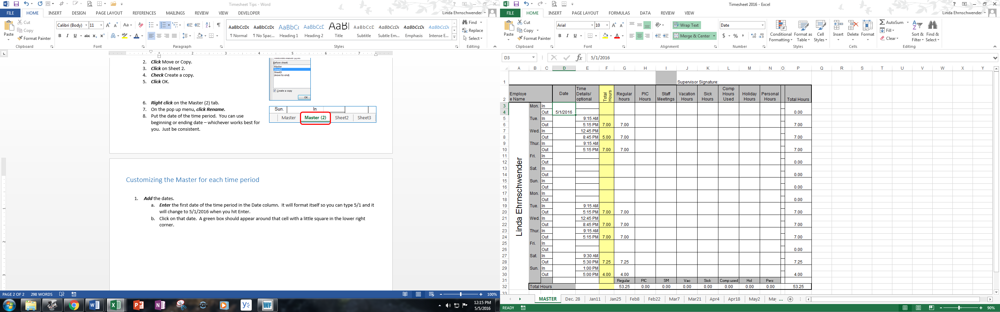 Timesheet Tips - Word
FILE HOME INSERT DESIGN PAGE LAYOUT REFERENCES MAILINGS REVIEW VIEW DEVELOPER Linda Ehrnschwender
Paste Cut Copy Format Painter
Calibri (Body) 11
AaBbCcDc AaBbCcDc AaBbCc AaBbCcE AaBl AaBbCcD AaBbCcDc AaBbCcDc AaBbCcDc
¶ Normal ¶ No Spac... Heading 1 Heading 2 Title Subtitle Subtle Em... Emphasis Intense E...
Find Replace Select
Clipboard Font Paragraph Styles Editing
2. Click Move or Copy.
3. Click on Sheet 2.
4. Check Create a copy.
5. Click OK.
Before sheet:
Master
Sheet2
Sheet3
(move to end)
Create a copy
OK
6. Right click on the Master (2) tab.
7. On the pop up menu, click Rename.
8. Put the date of the time period. You can use
beginning or ending date – whichever works best for
you. Just be consistent.
Sun. In
Master Master (2) Sheet2 Sheet3
Customizing the Master for each time period
1. Add the dates.
a. Enter the first date of the time period in the Date column. It will format itself so you can type 5/1 and it
will change to 5/1/2016 when you hit Enter.
b. Click on that date. A green box should appear around that cell with a little square in the lower right
corner.
PAGE 2 OF 2 298 WORDS 100%
12:15 PM
5/5/2016
Timesheet 2016 - Excel
FILE HOME INSERT PAGE LAYOUT FORMULAS DATA REVIEW VIEW Linda Ehrnschwender
Paste Cut Copy Format Painter
Arial 10
Wrap Text
Merge & Center
Date
Conditional Formatting Format as Table Cell Styles Insert Delete Format
AutoSum Fill Clear Sort & Filter Find & Select
Clipboard Font Alignment Number Styles Cells Editing
D3 fx 5/1/2016
A B C D E F G H I J K L M N O P Q R S T U V W X Y
1 Supervisor Signature:
2 Employe e Name Date Time Details/ optional Total Hours Regular hours PIC Hours Staff Meetings Vacation Hours Sick Hours Comp Hours Used Holiday Hours Personal Hours Total Hours
Linda Ehrnschwender
3 Mon. In
4 Out 5/1/2016 0.00
5 Tue. In 9:15 AM
6 Out 5:15 PM 7.00 7.00 7.00
7 Wed. In 12:45 PM
8 Out 8:45 PM 5.00 7.00 7.00
9 Thur. In 9:15 AM
10 Out 5:15 PM 7.00 7.00 7.00
11 Fri. In
12 Out 0.00
13 Sat. In
14 Out 0.00
15 Sun. In
16 Out 0.00
17 Mon. In
18 Out 0.00
19 Tue. In 9:15 AM
20 Out 5:15 PM 7.00 7.00 7.00
21 Wed. In 12:45 PM
22 Out 8:45 PM 7.00 7.00 7.00
23 Thur. In 9:15 AM
24 Out 5:15 PM 7.00 7.00 7.00
25 Fri. In
26 Out 0.00
27 Sat. In 9:30 AM
28 Out 5:30 PM 7.25 7.25 7.25
29 Sun. In 1:00 PM
30 Out 5:00 PM 4.00 4.00 4.00
31 Regular PIC SM Vac Sick Comp used Hol Pers
32 Total Hours 53.25 0.00 0.00 0.00 0.00 0.00 0.00 0.00 53.25
33
MASTER Dec. 28 Jan11 Jan25 Feb8 Feb22 Mar7 Mar21 Apr4 Apr18 May2 May ...
READY 90%